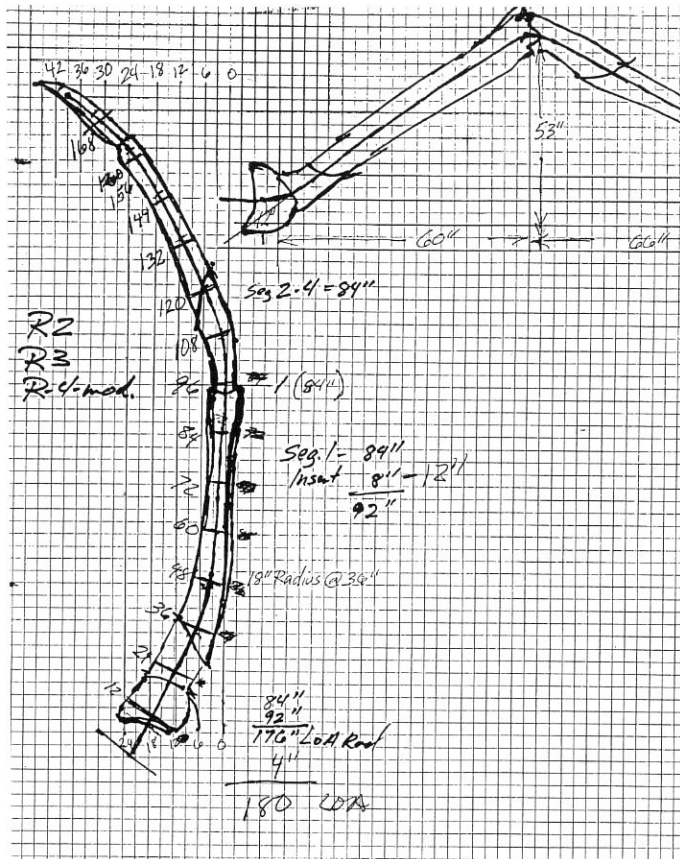 42 36 30 24 18 12 6 0
53"
60"
66"
168
156
144
132
120
108
96
84
72
60
48
36
24
12
Seg 2-4 = 84"
R2
R3
R-4-mod.
1 (84")
Seg. 1 - 84"
Insert 8" - 12"
92"
18" Radius @ 36"
24 18 12 6 0
84"
92"
176" LOA Road
4"
180 LOA